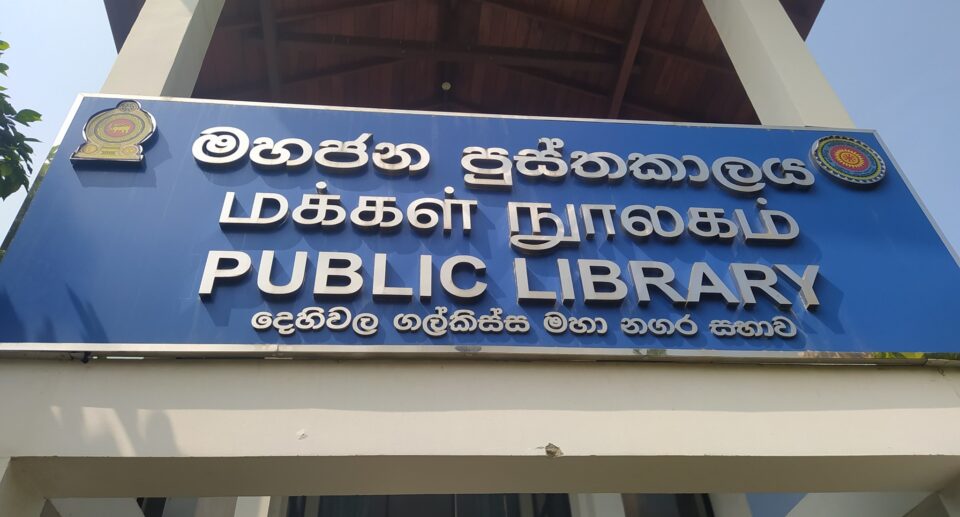 මහජන පුස්තකාලය
மக்கள் நூலகம்
PUBLIC LIBRARY
දෙහිවල ගල්කිස්ස මහා නගර සභාව